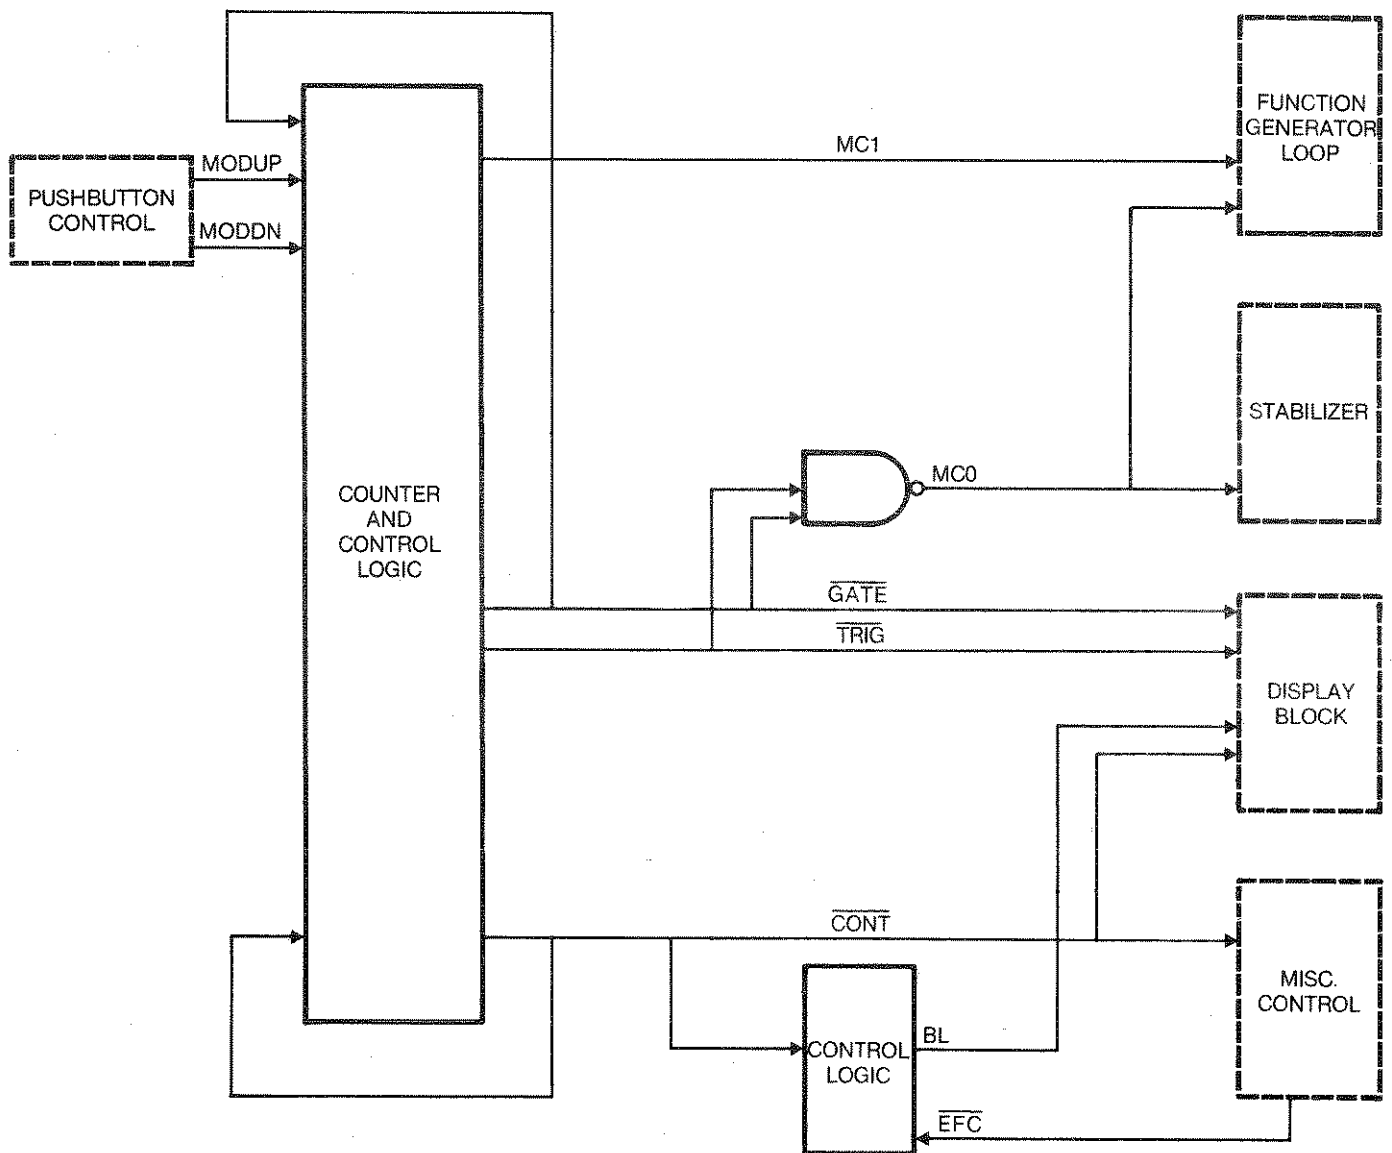 FUNCTION
GENERATOR
LOOP
MC1
MODUP
PUSHBUTTON
CONTROL
MODDN
STABILIZER
MC0
COUNTER
AND
CONTROL
LOGIC
GATE
TRIG
DISPLAY
BLOCK
CONT
MISC.
CONTROL
BL
CONTROL
LOGIC
EFC